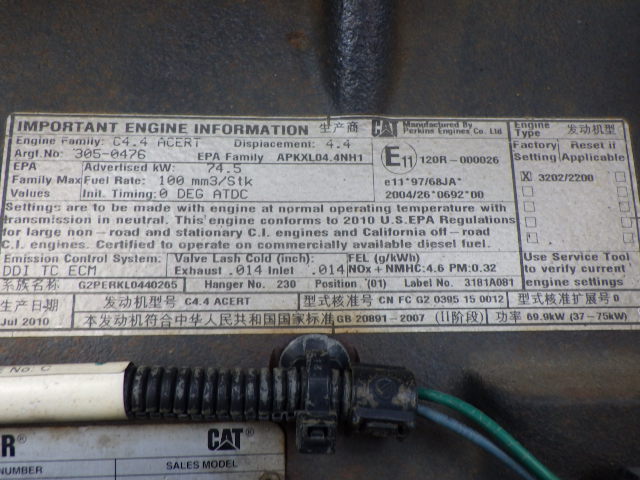 IMPORTANT ENGINE INFORMATION 生产商 CAT Manufactured By Perkins Engines Co. Ltd
Engine Type 发动机型
Engine Family: C4.4 ACERT Displacement: 4.4
Argt.No: 305-0476 EPA Family APKXL04.4NH1
E11 120R-000026
Factory Setting Reset if Applicable
EPA Family Max Values
Advertised kW: 74.5
Fuel Rate: 100 mm3/Stk
Init. Timing: 0 DEG ATDC
e11*97/68JA*
2004/26*0692*00
X 3202/2200
Settings are to be made with engine at normal operating temperature with
transmission in neutral. This engine conforms to 2010 U.S.EPA Regulations
for large non-road and stationary C.I. engines and California off-road
C.I. engines. Certified to operate on commercially available diesel fuel.
Emission Control System: Valve Lash Cold (inch): FEL (g/kWh)
DDI TC ECM Exhaust .014 Inlet .014 NOx+NMHC:4.6 PM:0.32
Use Service Tool to verify current engine settings
系族名称 G2PERKL0440265 Hanger No. 230 Position (01) Label No. 3181A081
生产日期 发动机型号 C4.4 ACERT 型式核准号 CN FC G2 0395 15 0012 型式核准扩展号 0
Jul 2010 本发动机符合中华人民共和国国家标准 GB 20891-2007 (II阶段) 功率 69.9kW (37-75kW)
No. C
R® CAT®
NUMBER SALES MODEL